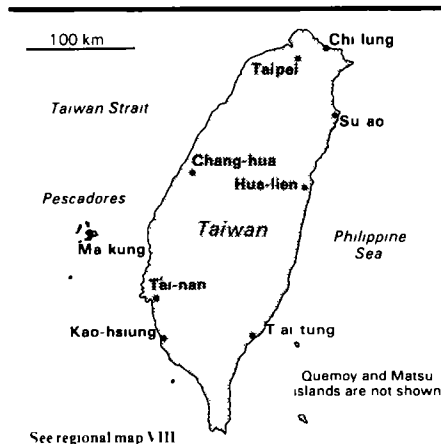 100 km
Chi lung
Taipei
Taiwan Strait
Su ao
Chang-hua
Hua-lien
Pescadores
Taiwan
Philippine
Sea
Ma kung
Tai-nan
Kao-hsiung
T ai tung
Quemoy and Matsu
islands are not shown
See regional map VIII